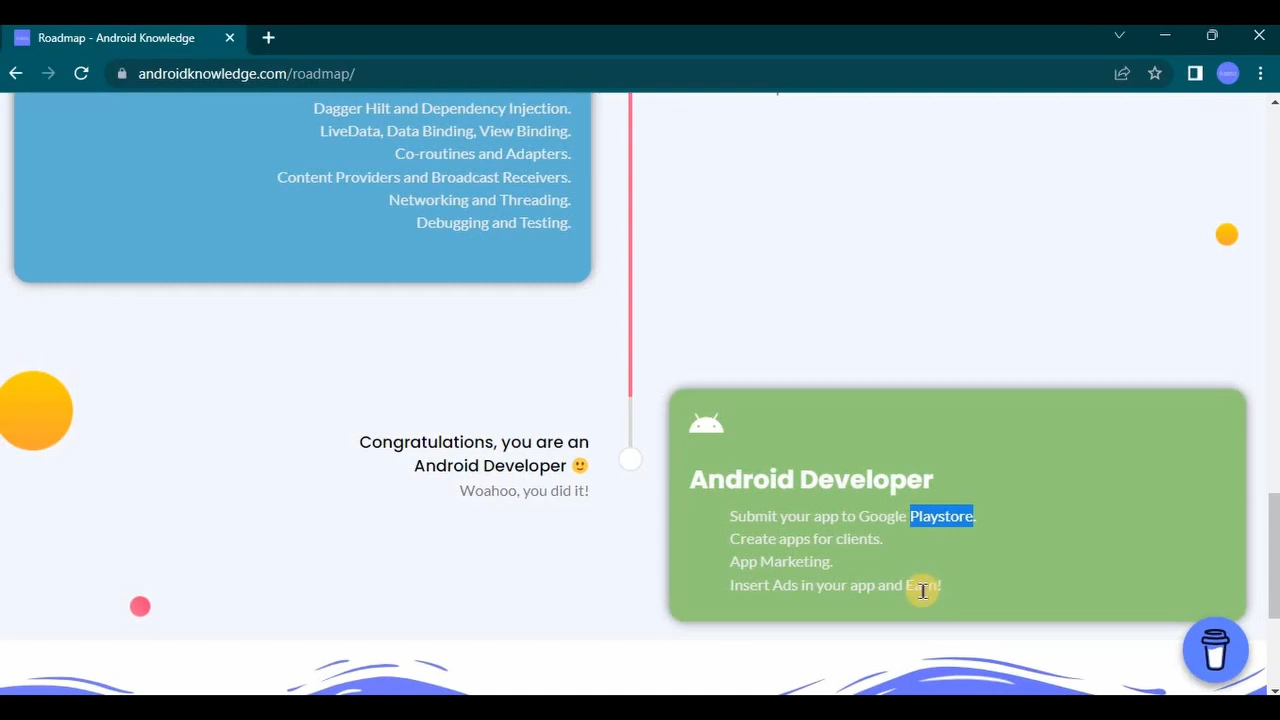 Roadmap - Android Knowledge
androidknowledge.com/roadmap/
Dagger Hilt and Dependency Injection.
LiveData, Data Binding, View Binding.
Co-routines and Adapters.
Content Providers and Broadcast Receivers.
Networking and Threading.
Debugging and Testing.
Congratulations, you are an
Android Developer 🙂
Woahoo, you did it!
Android Developer
Submit your app to Google Playstore.
Create apps for clients.
App Marketing.
Insert Ads in your app and Earn!